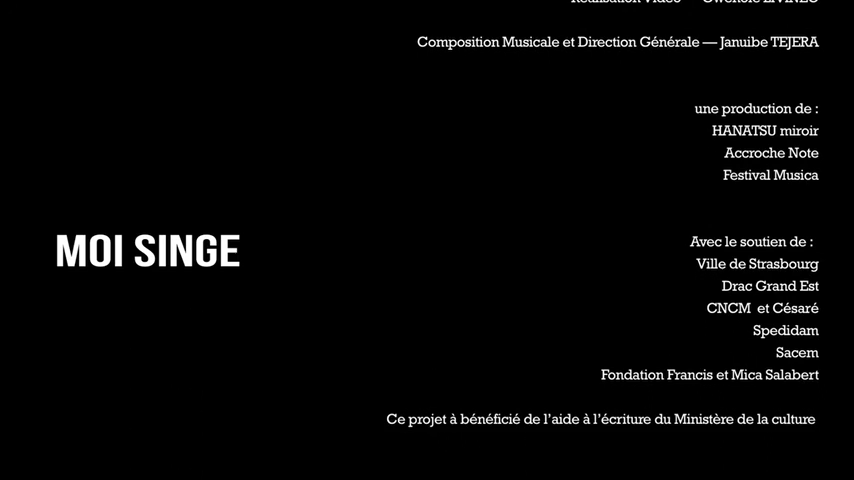 Composition Musicale et Direction Générale — Januibe TEJERA
une production de :
HANATSU miroir
Accroche Note
Festival Musica
MOI SINGE
Avec le soutien de :
Ville de Strasbourg
Drac Grand Est
CNCM et Césaré
Spedidam
Sacem
Fondation Francis et Mica Salabert
Ce projet à bénéficié de l'aide à l'écriture du Ministère de la culture